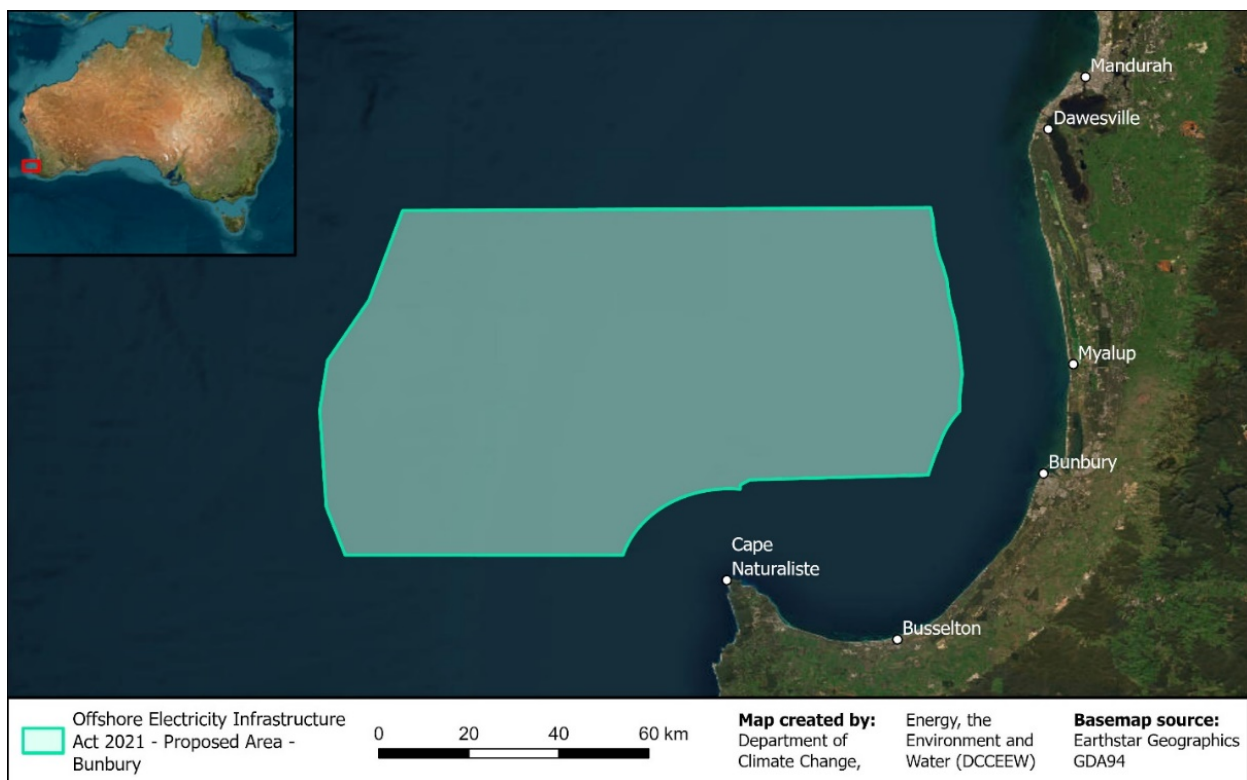 Mandurah
Dawesville
Myalup
Bunbury
Cape
Naturaliste
Busselton
Offshore Electricity Infrastructure
Act 2021 - Proposed Area -
Bunbury
0 20 40 60 km
Map created by:
Department of
Climate Change,
Energy, the
Environment and
Water (DCCEEW)
Basemap source:
Earthstar Geographics
GDA94